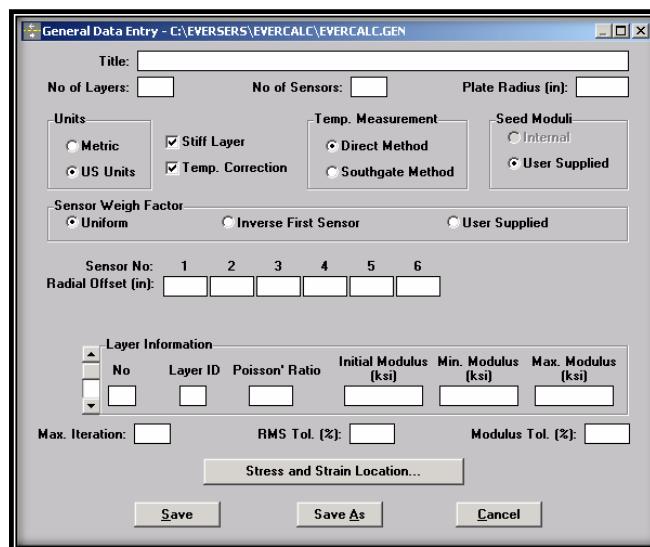 General Data Entry - C:\EVERSERS\EVERCALC\EVERCALC.GEN
Title:
No of Layers: No of Sensors: Plate Radius (in):
Units Temp. Measurement Seed Moduli
Metric Stiff Layer Direct Method Internal
US Units Temp. Correction Southgate Method User Supplied
Sensor Weigh Factor
Uniform Inverse First Sensor User Supplied
Sensor No: 1 2 3 4 5 6
Radial Offset (in):
Layer Information
No Layer ID Poisson' Ratio Initial Modulus (ksi) Min. Modulus (ksi) Max. Modulus (ksi)
Max. Iteration: RMS Tol. (%): Modulus Tol. (%):
Stress and Strain Location...
Save Save As Cancel